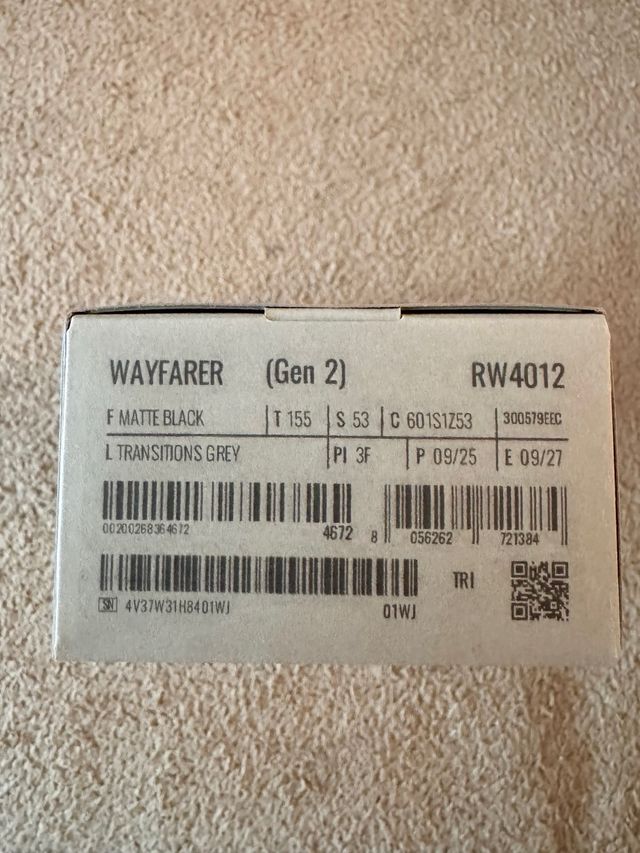 WAYFARER (Gen 2) RW4012
F MATTE BLACK T 155 S 53 C 601S1Z53 300579EEC
L TRANSITIONS GREY PI 3F P 09/25 E 09/27
00200268364672 4672 8 056262 721384
TRI
SN 4V37W31H8401WJ 01WJ